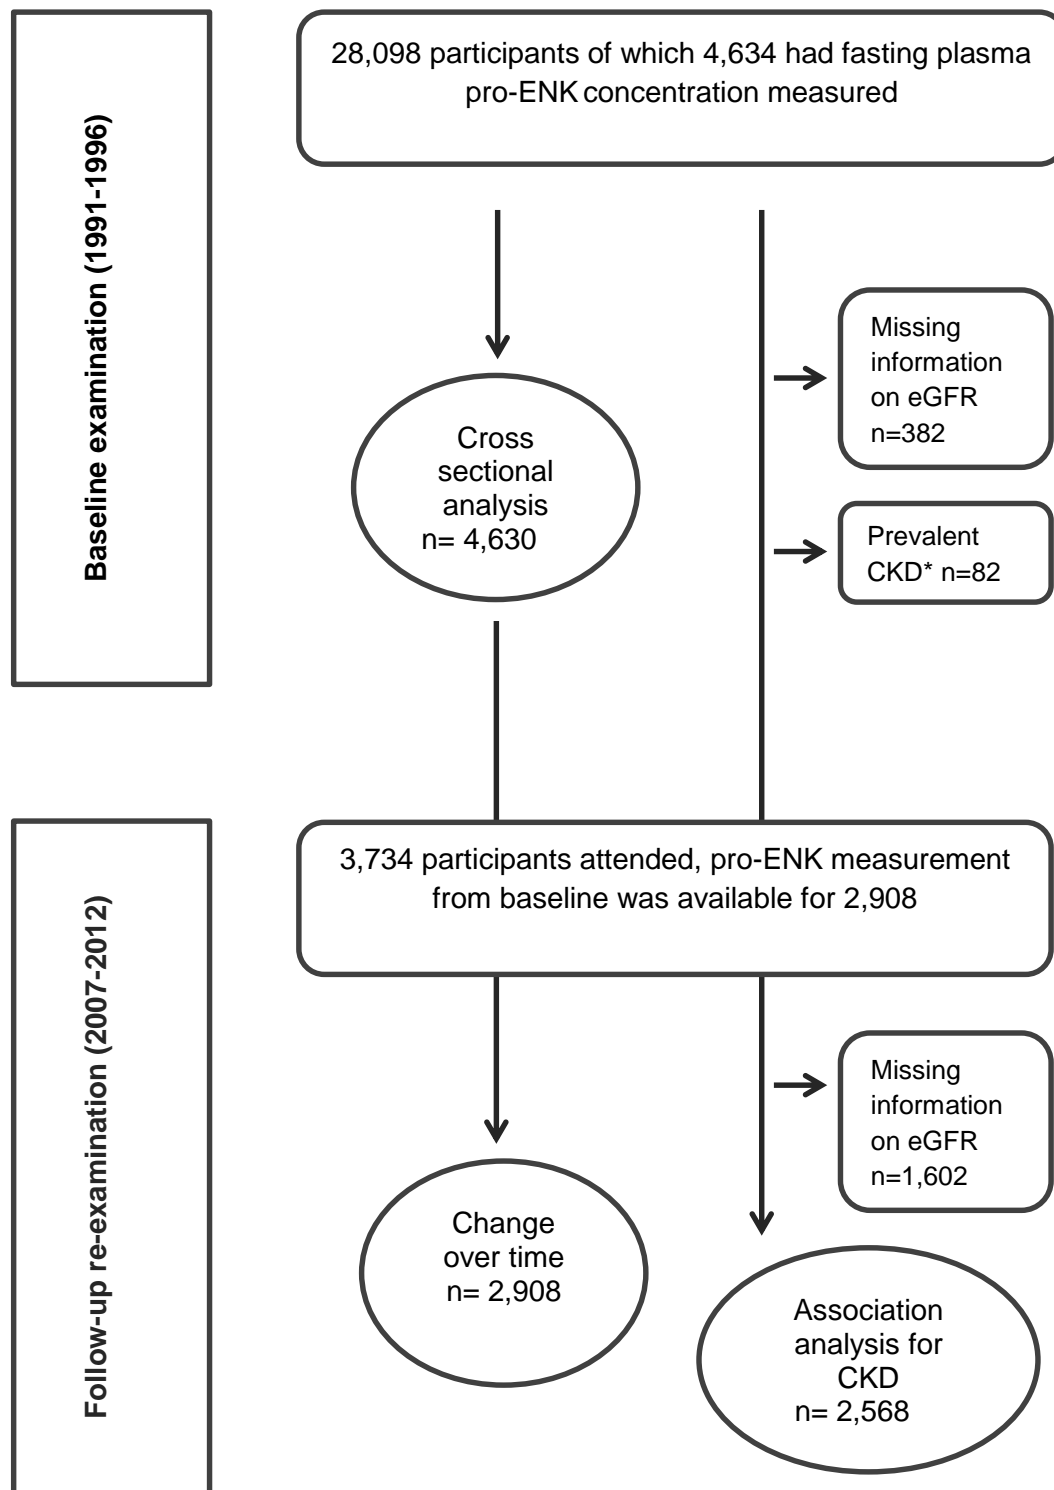 Baseline examination (1991-1996)
28,098 participants of which 4,634 had fasting plasma
pro-ENK concentration measured
Missing
information
on eGFR
n=382
Cross
sectional
analysis
n= 4,630
Prevalent
CKD* n=82
Follow-up re-examination (2007-2012)
3,734 participants attended, pro-ENK measurement
from baseline was available for 2,908
Missing
information
on eGFR
n=1,602
Change
over time
n= 2,908
Association
analysis for
CKD
n= 2,568